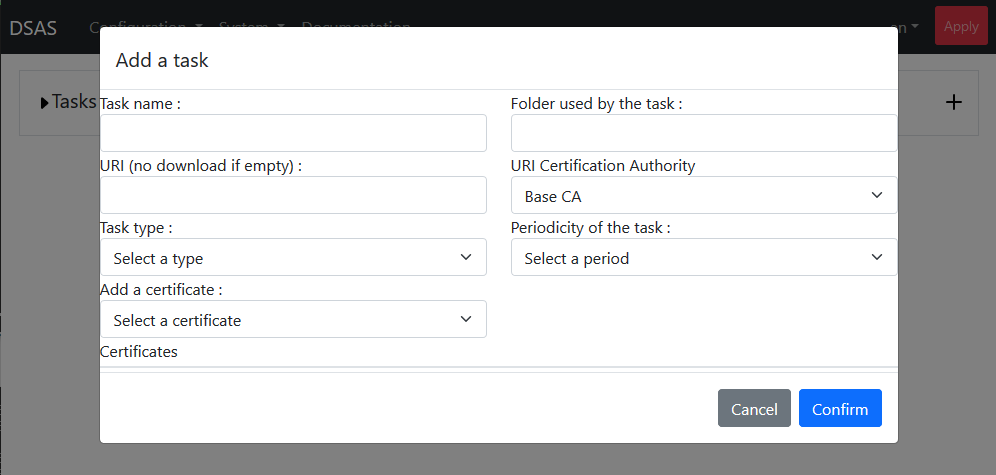 DSAS Configuration System Documentation en Apply
Add a task
Tasks
Task name :
Folder used by the task :
URI (no download if empty) :
URI Certification Authority
Base CA
Task type :
Periodicity of the task :
Select a type
Select a period
Add a certificate :
Select a certificate
Certificates
Cancel Confirm